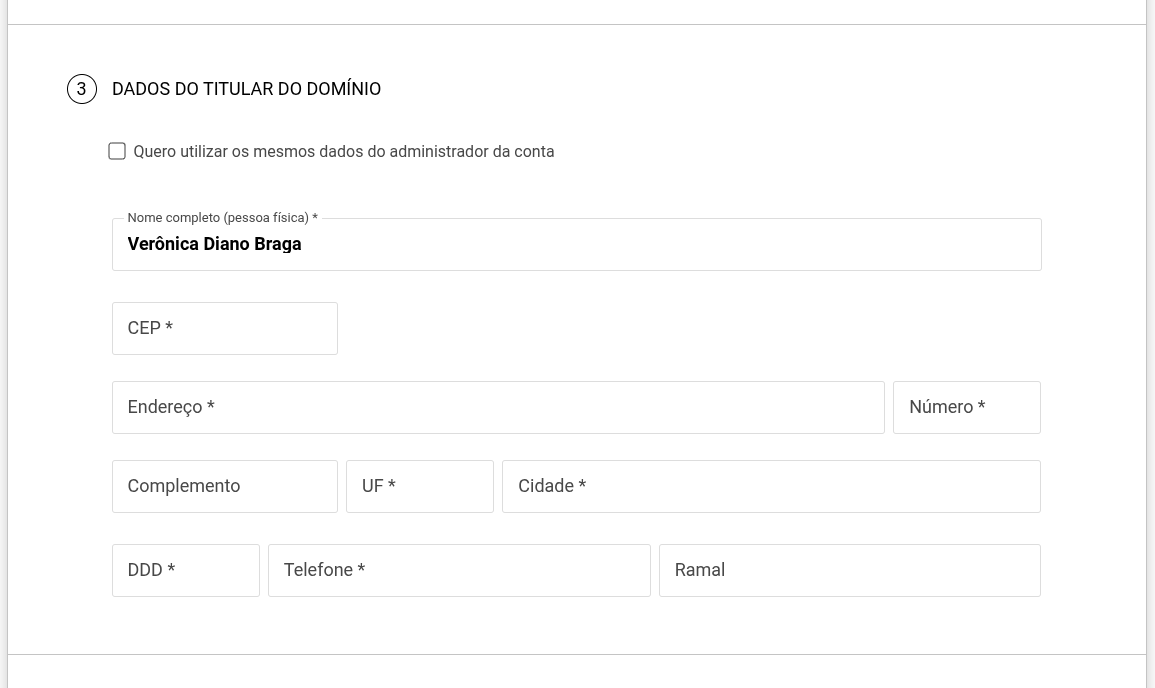 3 DADOS DO TITULAR DO DOMÍNIO
Quero utilizar os mesmos dados do administrador da conta
Nome completo (pessoa física) *
Verônica Diano Braga
CEP *
Endereço * Número *
Complemento UF * Cidade *
DDD * Telefone * Ramal